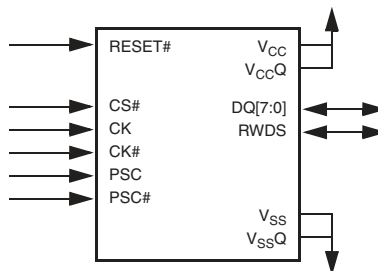 RESET#
CS#
CK
CK#
PSC
PSC#
VCC
VCCQ
DQ[7:0]
RWDS
VSS
VSSQ